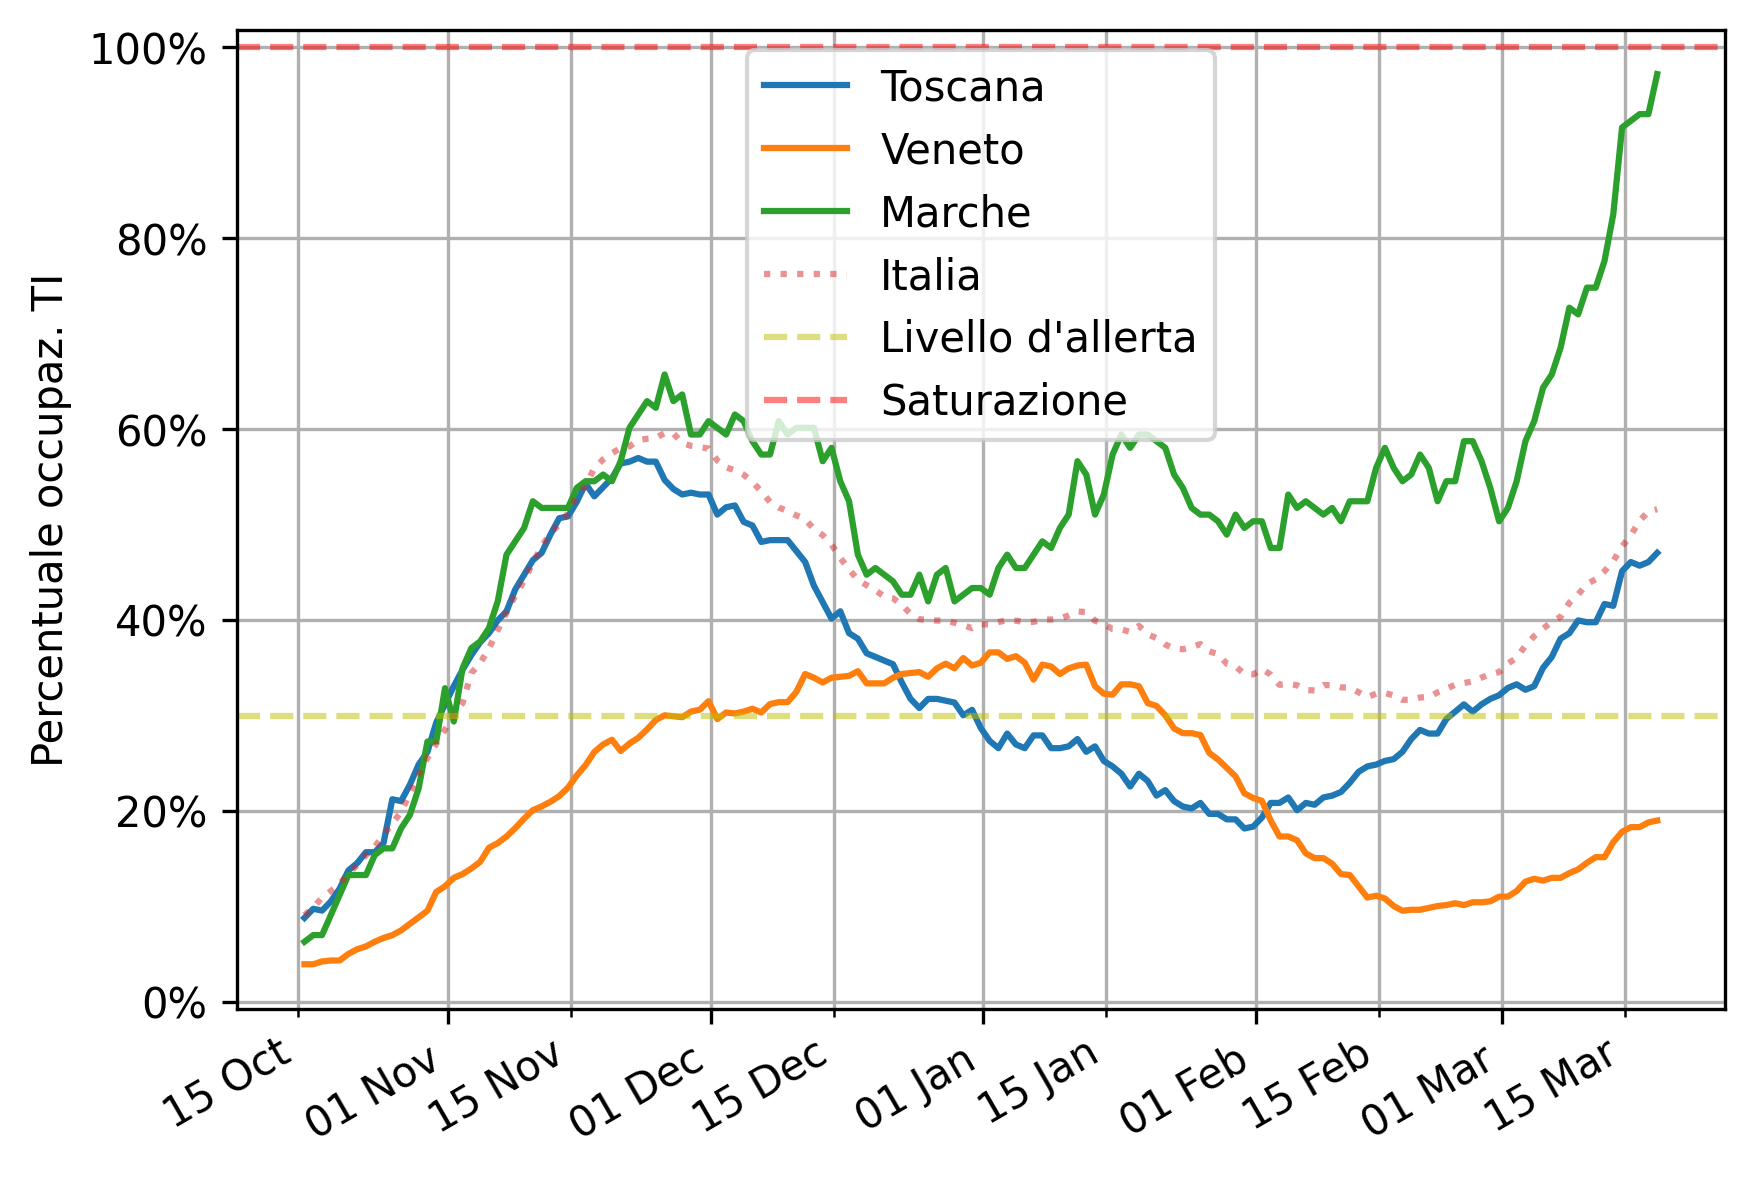 100%
80%
60%
40%
20%
0%
Percentuale occupaz. TI
Toscana
Veneto
Marche
Italia
Livello d'allerta
Saturazione
15 Oct
01 Nov
15 Nov
01 Dec
15 Dec
01 Jan
15 Jan
01 Feb
15 Feb
01 Mar
15 Mar